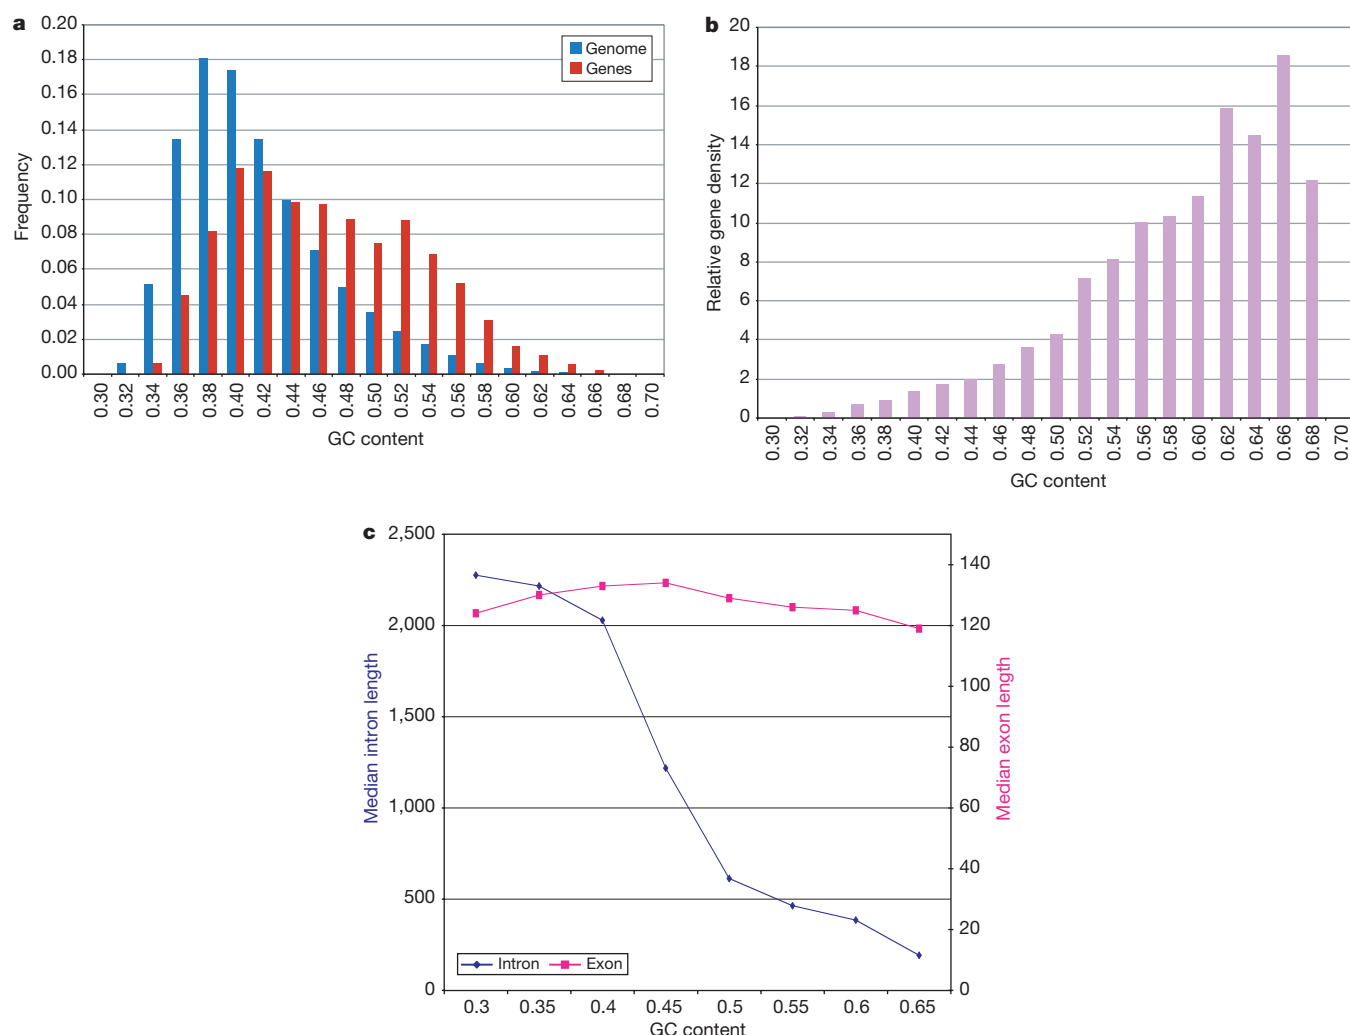 a
0.20
0.18
0.16
0.14
0.12
0.10
0.08
0.06
0.04
0.02
0.00
Frequency
Genome
Genes
0.30 0.32 0.34 0.36 0.38 0.40 0.42 0.44 0.46 0.48 0.50 0.52 0.54 0.56 0.58 0.60 0.62 0.64 0.66 0.68 0.70
GC content
b
20
18
16
14
12
10
8
6
4
2
0
Relative gene density
0.30 0.32 0.34 0.36 0.38 0.40 0.42 0.44 0.46 0.48 0.50 0.52 0.54 0.56 0.58 0.60 0.62 0.64 0.66 0.68 0.70
GC content
c
2,500
2,000
1,500
1,000
500
0
Median intron length
140
120
100
80
60
40
20
0
Median exon length
Intron
Exon
0.3 0.35 0.4 0.45 0.5 0.55 0.6 0.65
GC content